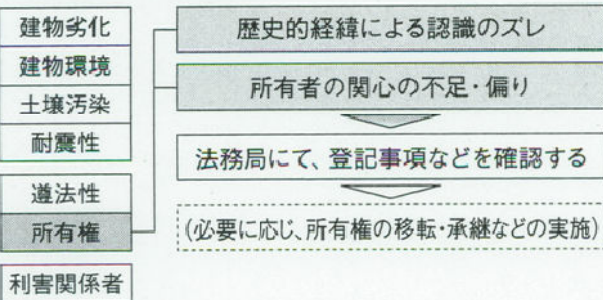 建物劣化
建物環境
土壌汚染
耐震性
遵法性
所有権
利害関係者
歴史的経緯による認識のズレ
所有者の関心の不足・偏り
法務局にて、登記事項などを確認する
(必要に応じ、所有権の移転・承継などの実施)